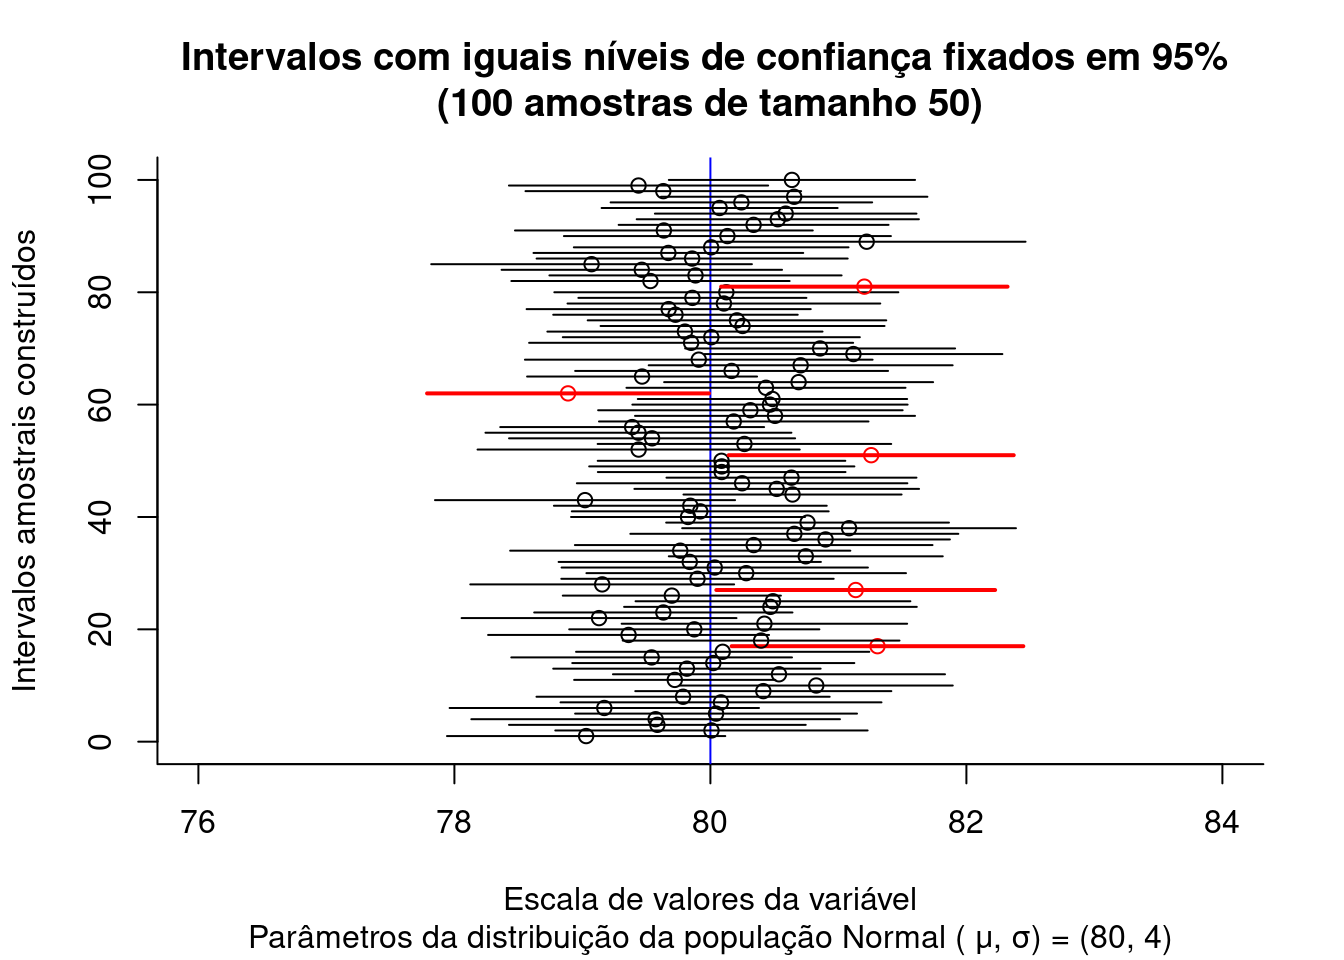 Intervalos com iguais níveis de confiança fixados em 95%
(100 amostras de tamanho 50)
Intervalos amostrais construídos
100
80
60
40
20
0
76 78 80 82 84
Escala de valores da variável
Parâmetros da distribuição da população Normal ( μ, σ) = (80, 4)